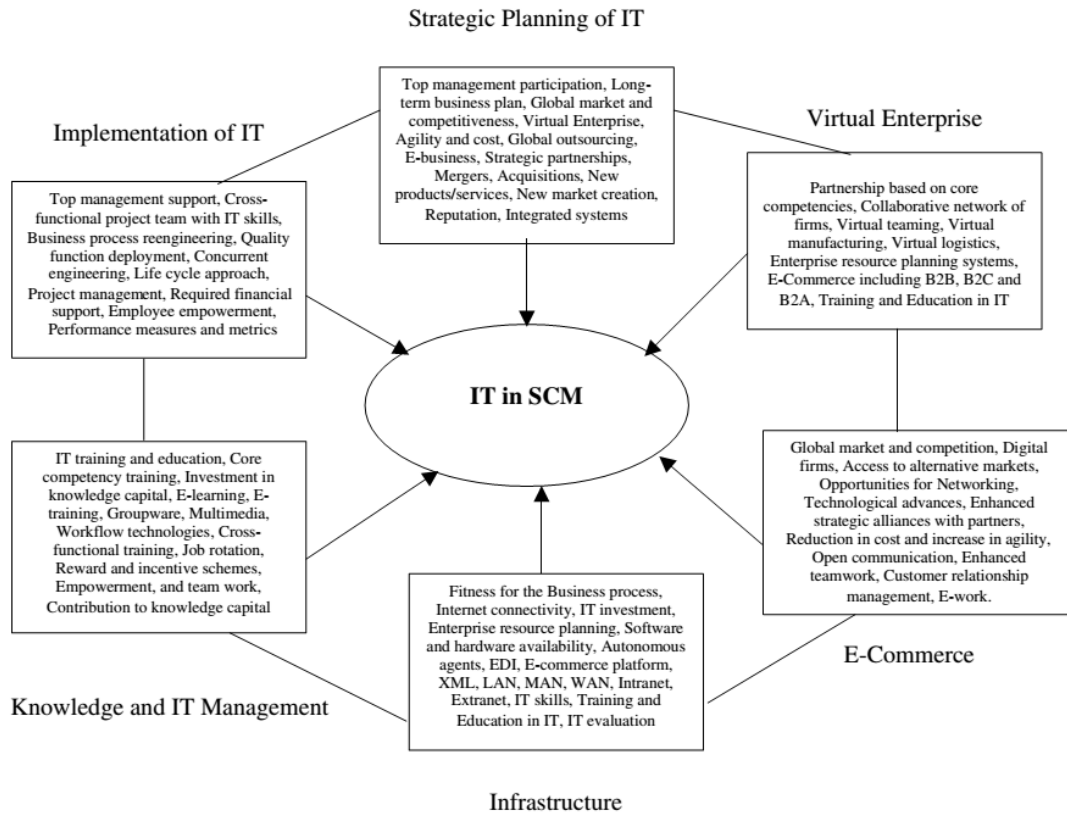 Strategic Planning of IT
Top management participation, Long-
term business plan, Global market and
competitiveness, Virtual Enterprise,
Agility and cost, Global outsourcing,
E-business, Strategic partnerships,
Mergers, Acquisitions, New
products/services, New market creation,
Reputation, Integrated systems
Implementation of IT
Top management support, Cross-
functional project team with IT skills,
Business process reengineering, Quality
function deployment, Concurrent
engineering, Life cycle approach,
Project management, Required financial
support, Employee empowerment,
Performance measures and metrics
Virtual Enterprise
Partnership based on core
competencies, Collaborative network of
firms, Virtual teaming, Virtual
manufacturing, Virtual logistics,
Enterprise resource planning systems,
E-Commerce including B2B, B2C and
B2A, Training and Education in IT
IT in SCM
IT training and education, Core
competency training, Investment in
knowledge capital, E-learning, E-
training, Groupware, Multimedia,
Workflow technologies, Cross-
functional training, Job rotation,
Reward and incentive schemes,
Empowerment, and team work,
Contribution to knowledge capital
Knowledge and IT Management
Global market and competition, Digital
firms, Access to alternative markets,
Opportunities for Networking,
Technological advances, Enhanced
strategic alliances with partners,
Reduction in cost and increase in agility,
Open communication, Enhanced
teamwork, Customer relationship
management, E-work.
E-Commerce
Fitness for the Business process,
Internet connectivity, IT investment,
Enterprise resource planning, Software
and hardware availability, Autonomous
agents, EDI, E-commerce platform,
XML, LAN, MAN, WAN, Intranet,
Extranet, IT skills, Training and
Education in IT, IT evaluation
Infrastructure